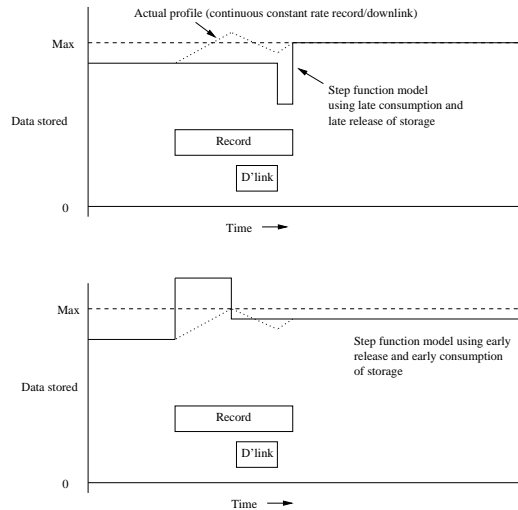 Actual profile (continuous constant rate record/downlink)
Max
Step function model
using late consumption and
late release of storage
Data stored
Record
D'link
0
Time
Max
Step function model using early
release and early consumption
of storage
Data stored
Record
D'link
0
Time